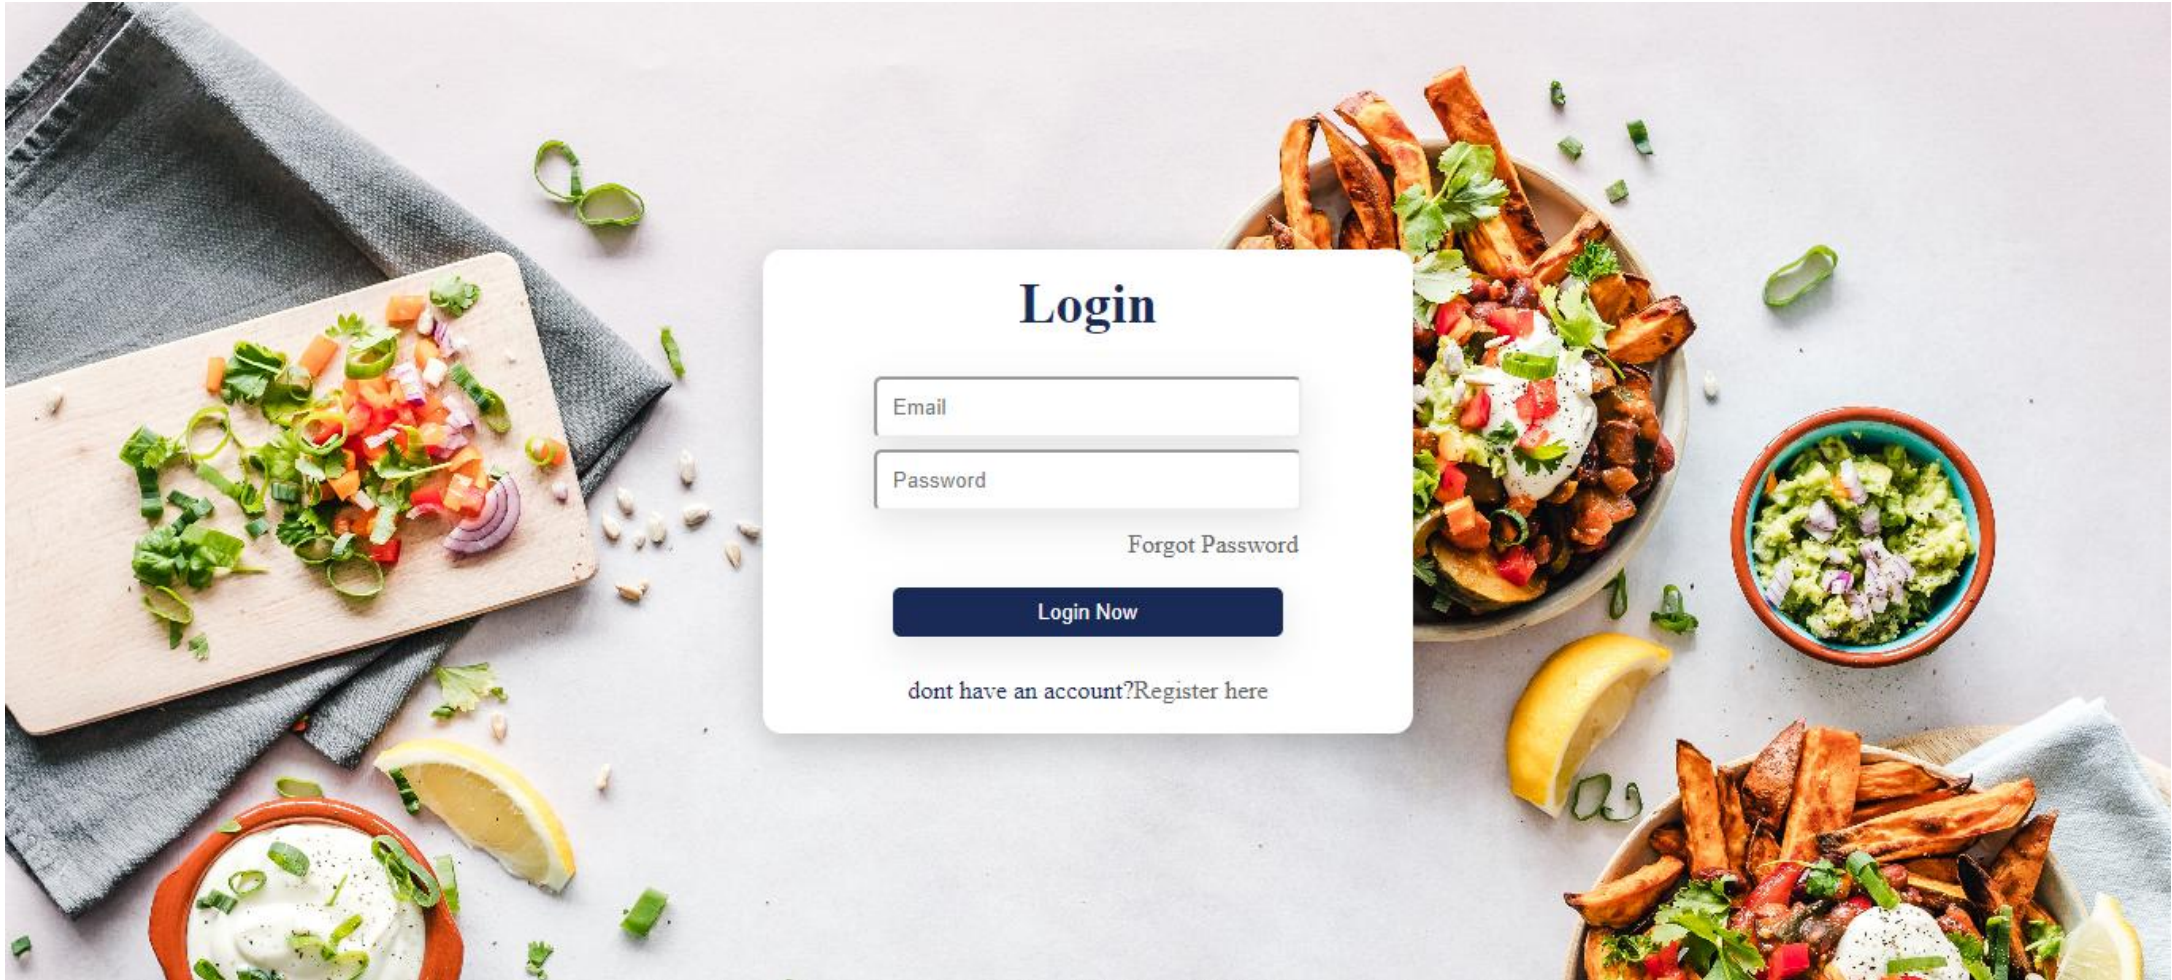 Login
Email
Password
Forgot Password
Login Now
dont have an account?Register here